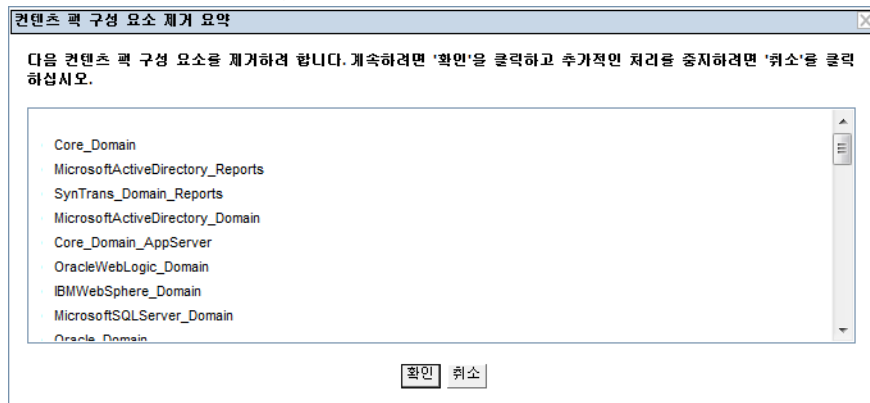 컨텐츠 팩 구성 요소 제거 요약
다음 컨텐츠 팩 구성 요소를 제거하려 합니다. 계속하려면 '확인'을 클릭하고 추가적인 처리를 중지하려면 '취소'를 클릭
하십시오.
Core_Domain
MicrosoftActiveDirectory_Reports
SynTrans_Domain_Reports
MicrosoftActiveDirectory_Domain
Core_Domain_AppServer
OracleWebLogic_Domain
IBMWebSphere_Domain
MicrosoftSQLServer_Domain
Oracle_Domain
확인 취소